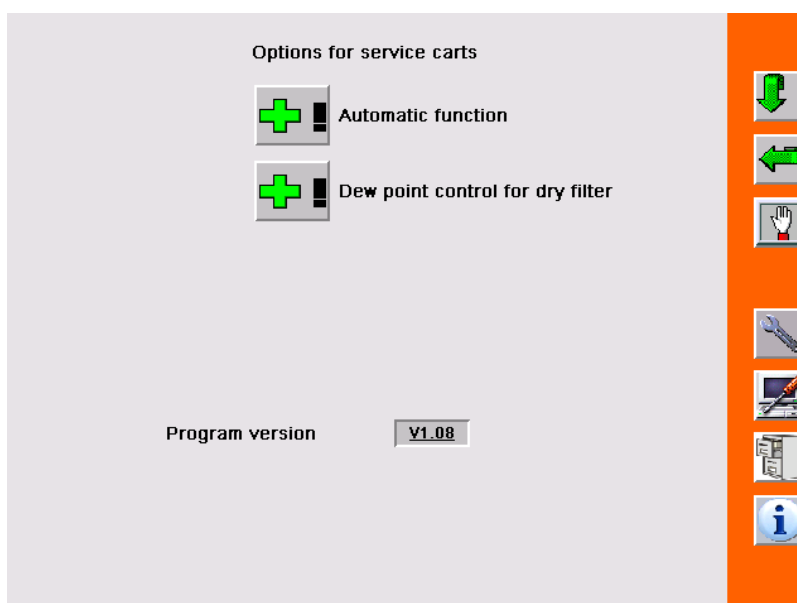 Options for service carts
Automatic function
Dew point control for dry filter
Program version V1.08